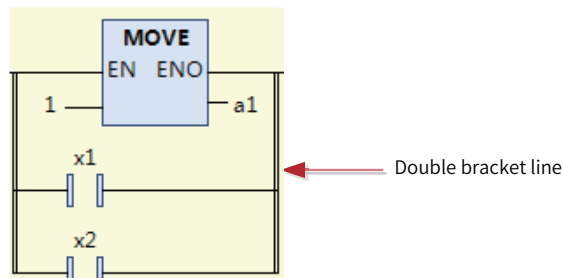 MOVE
EN ENO
1 a1
x1
Double bracket line
x2